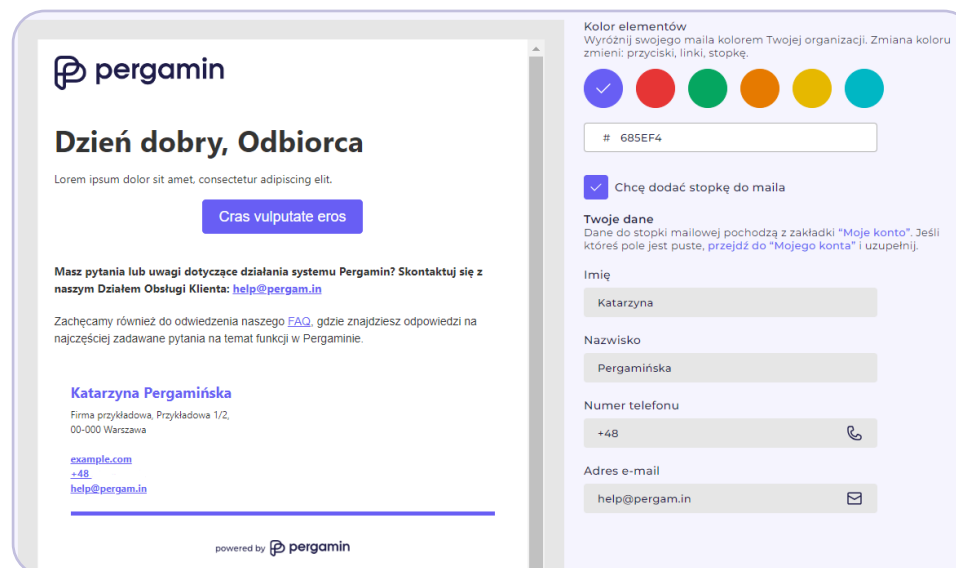 pergamin
Dzień dobry, Odbiorca
Lorem ipsum dolor sit amet, consectetur adipiscing elit.
Cras vulputate eros
Masz pytania lub uwagi dotyczące działania systemu Pergamin? Skontaktuj się z
naszym Działem Obsługi Klienta: help@pergam.in
Zachęcamy również do odwiedzenia naszego FAQ, gdzie znajdziesz odpowiedzi na
najczęściej zadawane pytania na temat funkcji w Pergaminie.
Katarzyna Pergamińska
Firma przykładowa, Przykładowa 1/2,
00-000 Warszawa
example.com
+48
help@pergam.in
powered by pergamin
Kolor elementów
Wyróżnij swojego maila kolorem Twojej organizacji. Zmiana koloru
zmieni: przyciski, linki, stopkę.
# 685EF4
Chcę dodać stopkę do maila
Twoje dane
Dane do stopki mailowej pochodzą z zakładki “Moje konto”. Jeśli
któreś pole jest puste, przejdź do “Mojego konta” i uzupełnij.
Imię
Katarzyna
Nazwisko
Pergamińska
Numer telefonu
+48
Adres e-mail
help@pergam.in